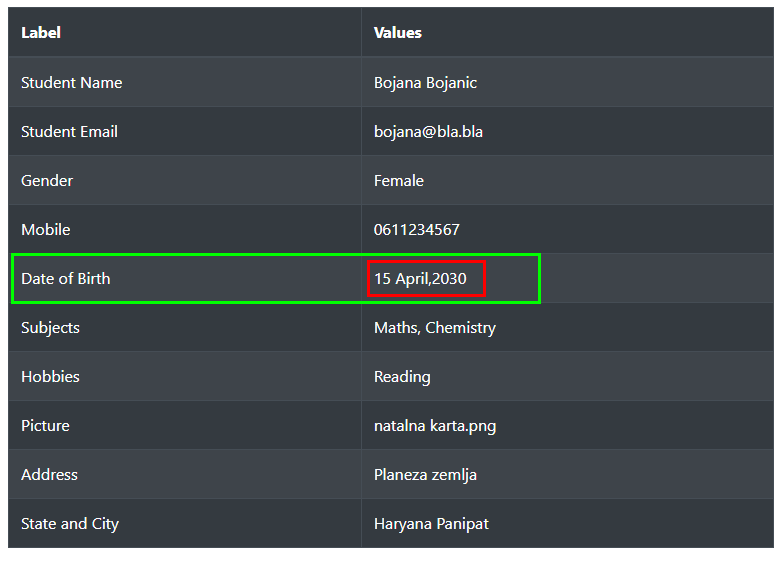 Label Values
Student Name Bojana Bojanic
Student Email bojana@bla.bla
Gender Female
Mobile 0611234567
Date of Birth 15 April,2030
Subjects Maths, Chemistry
Hobbies Reading
Picture natalna karta.png
Address Planeza zemlja
State and City Haryana Panipat